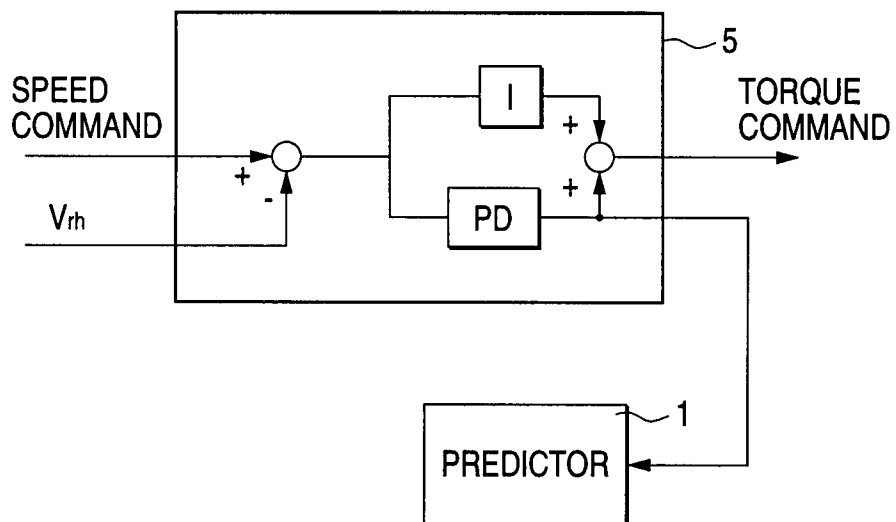 5
SPEED
COMMAND
I
TORQUE
COMMAND
+
+
-
+
Vrh
PD
1
PREDICTOR